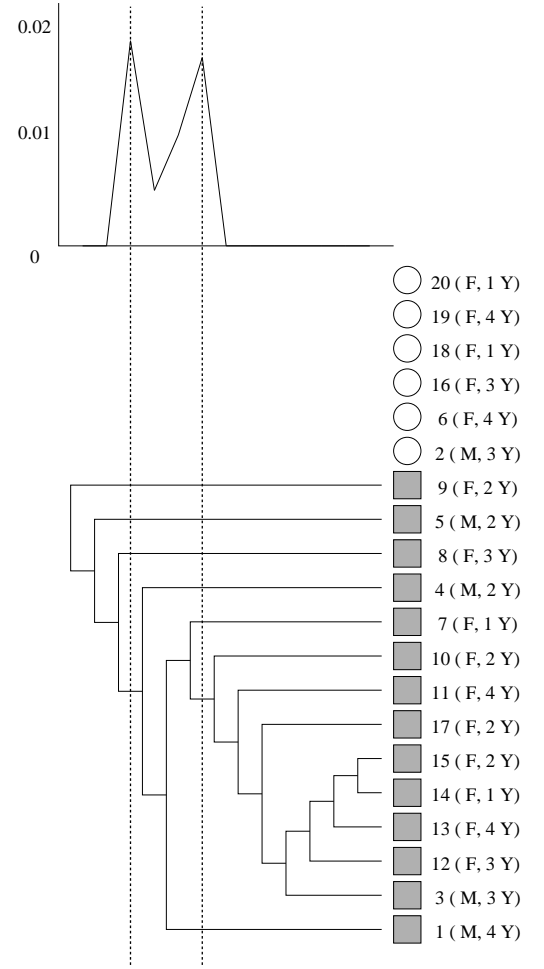 0.02
0.01
0
20 ( F, 1 Y)
19 ( F, 4 Y)
18 ( F, 1 Y)
16 ( F, 3 Y)
6 ( F, 4 Y)
2 ( M, 3 Y)
9 ( F, 2 Y)
5 ( M, 2 Y)
8 ( F, 3 Y)
4 ( M, 2 Y)
7 ( F, 1 Y)
10 ( F, 2 Y)
11 ( F, 4 Y)
17 ( F, 2 Y)
15 ( F, 2 Y)
14 ( F, 1 Y)
13 ( F, 4 Y)
12 ( F, 3 Y)
3 ( M, 3 Y)
1 ( M, 4 Y)